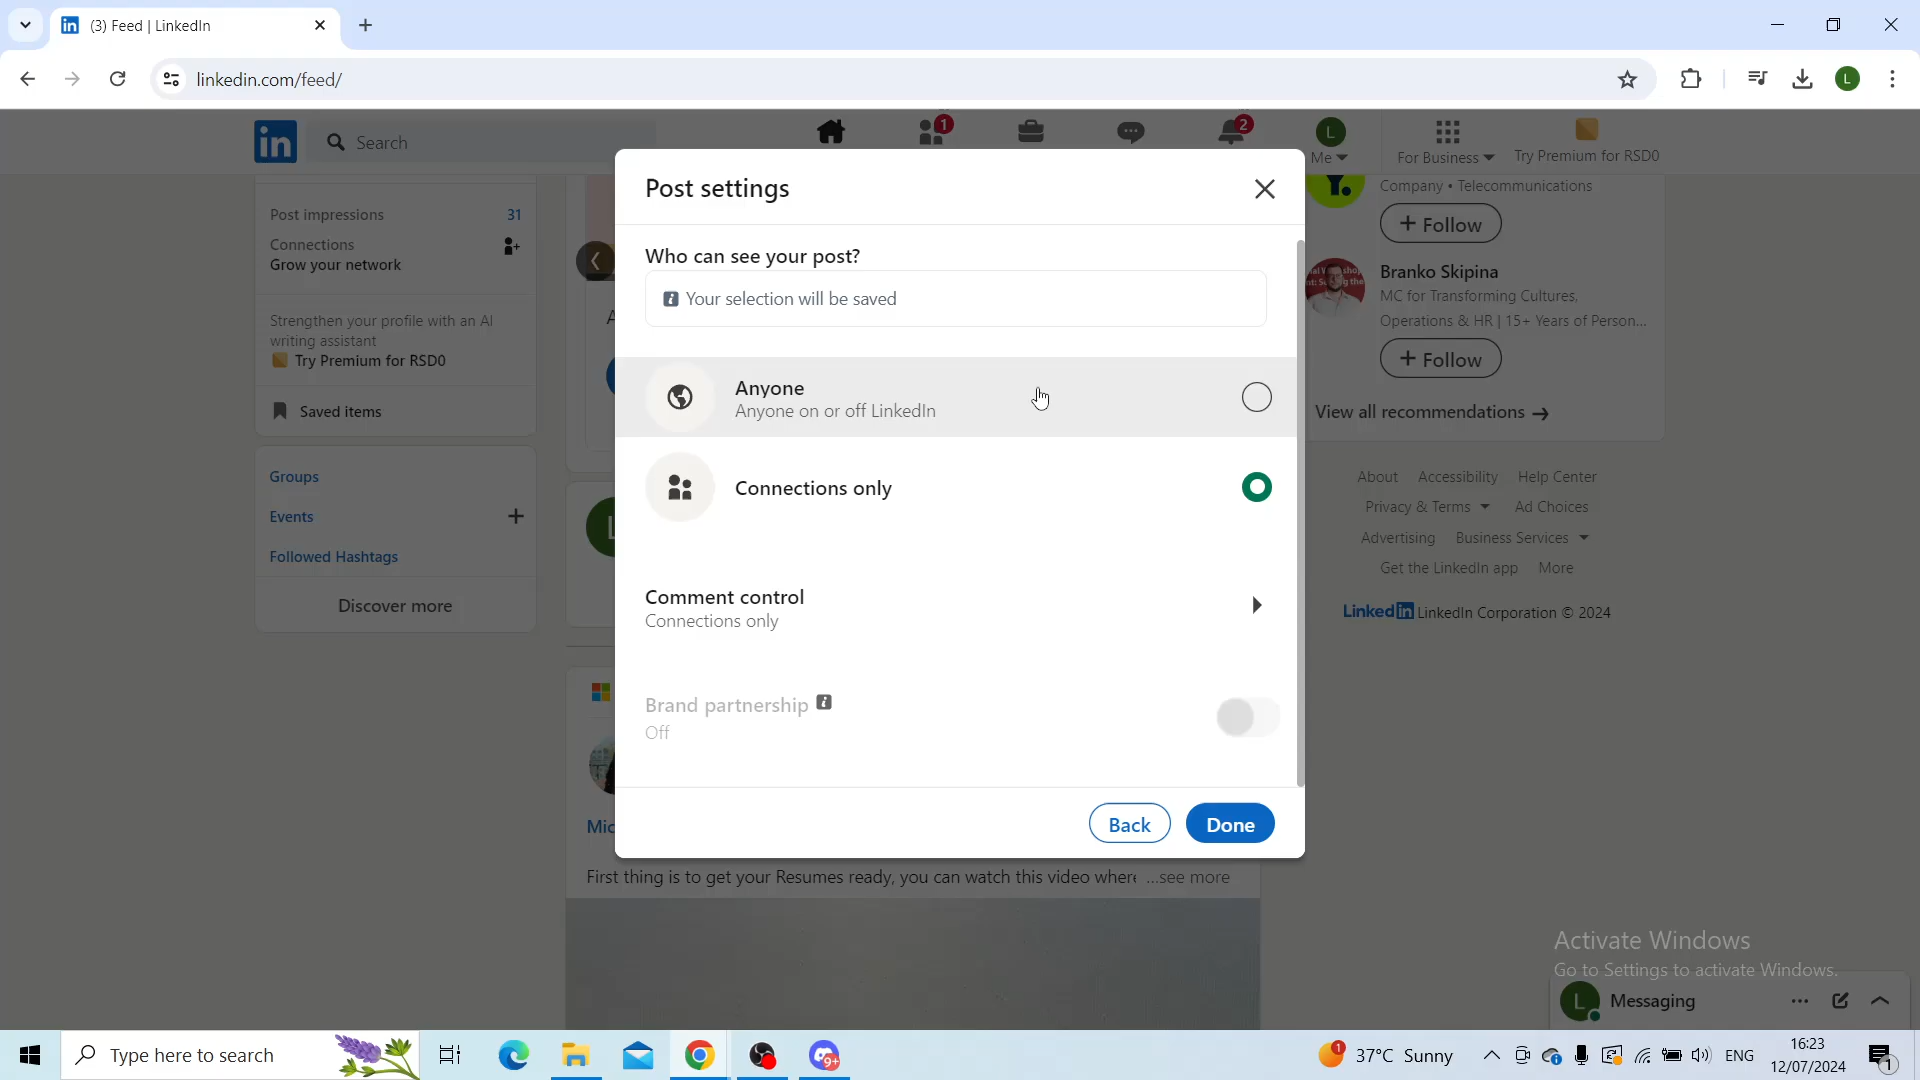 (3) Feed | LinkedIn
linkedin.com/feed/
L
in
Search
1
2
L
Me
For Business
Try Premium for RSD0
Post impressions 31
Connections
Grow your network
Strengthen your profile with an AI
writing assistant
Try Premium for RSD0
Saved items
Groups
Events
Followed Hashtags
Discover more
Post settings
Who can see your post?
Your selection will be saved
Anyone
Anyone on or off LinkedIn
Connections only
Comment control
Connections only
Brand partnership
Off
Back
Done
First thing is to get your Resumes ready, you can watch this video where ...see more
Company • Telecommunications
+ Follow
Branko Skipina
MC for Transforming Cultures,
Operations & HR | 15+ Years of Person...
+ Follow
View all recommendations
About Accessibility Help Center
Privacy & Terms Ad Choices
Advertising Business Services
Get the LinkedIn app More
LinkedIn LinkedIn Corporation © 2024
Activate Windows
Go to Settings to activate Windows.
L
Messaging
Type here to search
9+
1
37°C Sunny
ENG
16:23
12/07/2024
1